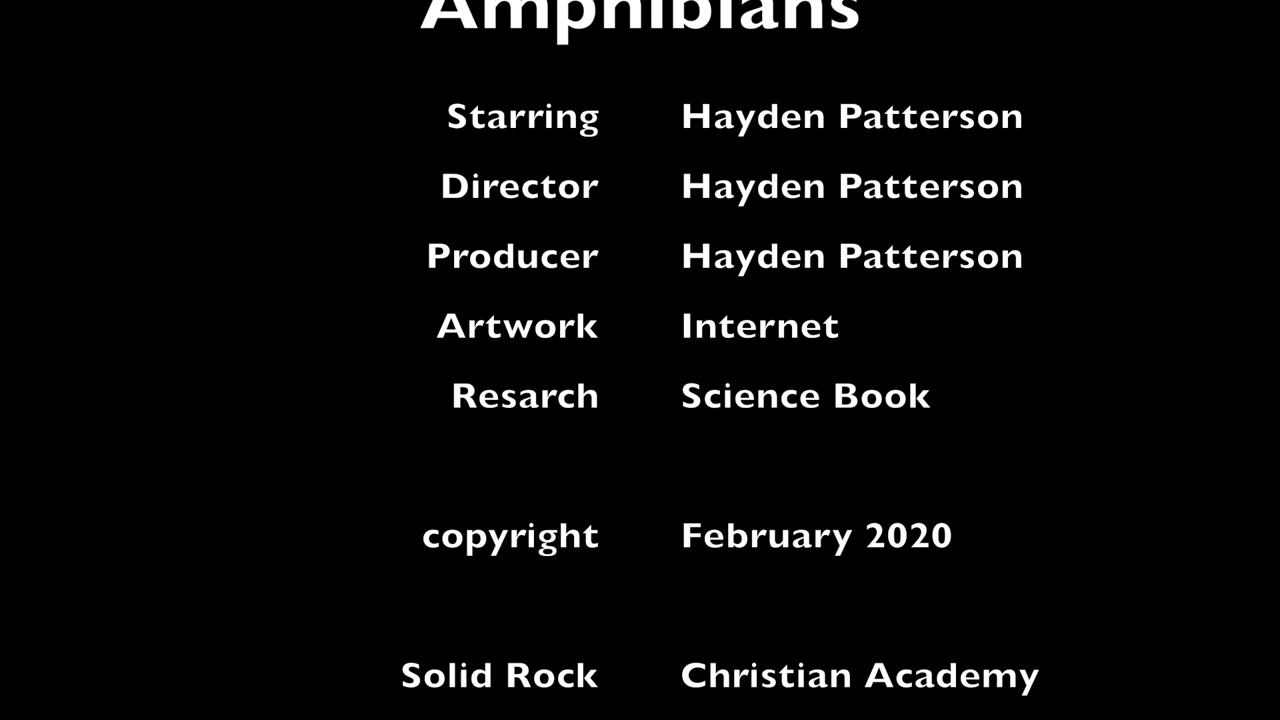 Amphibians
Starring Hayden Patterson
Director Hayden Patterson
Producer Hayden Patterson
Artwork Internet
Resarch Science Book
copyright February 2020
Solid Rock Christian Academy